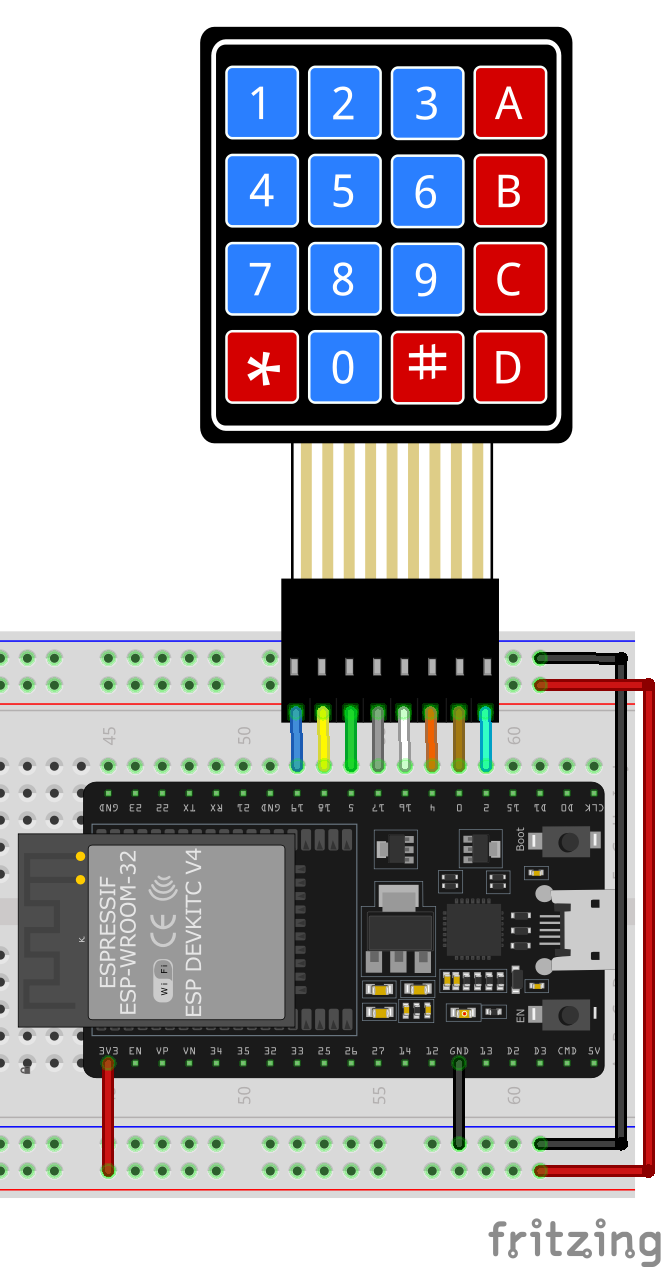 1 2 3 A
4 5 6 B
7 8 9 C
* 0 # D
45 50 60
GND 23 22 TX RX 21 GND 19 18 5 17 16 4 0 2 15 D1 D0 CLK
Boot
ESPRESSIF
ESP-WROOM-32
CE
Wi Fi
ESP DEVKITC V4
K
EN
3V3 EN VP VN 34 35 32 33 25 26 27 14 12 GND 13 D2 D3 CMD 5V
50 55 60
fritzing